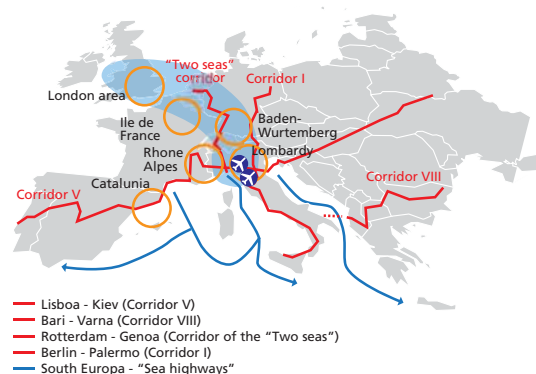 "Two seas"
corridor
Corridor I
London area
Ile de
France
Baden-
Wurtemberg
Rhone
Alpes
Lombardy
Catalunia
Corridor V
Corridor VIII
Lisboa - Kiev (Corridor V)
Bari - Varna (Corridor VIII)
Rotterdam - Genoa (Corridor of the "Two seas")
Berlin - Palermo (Corridor I)
South Europa - "Sea highways"